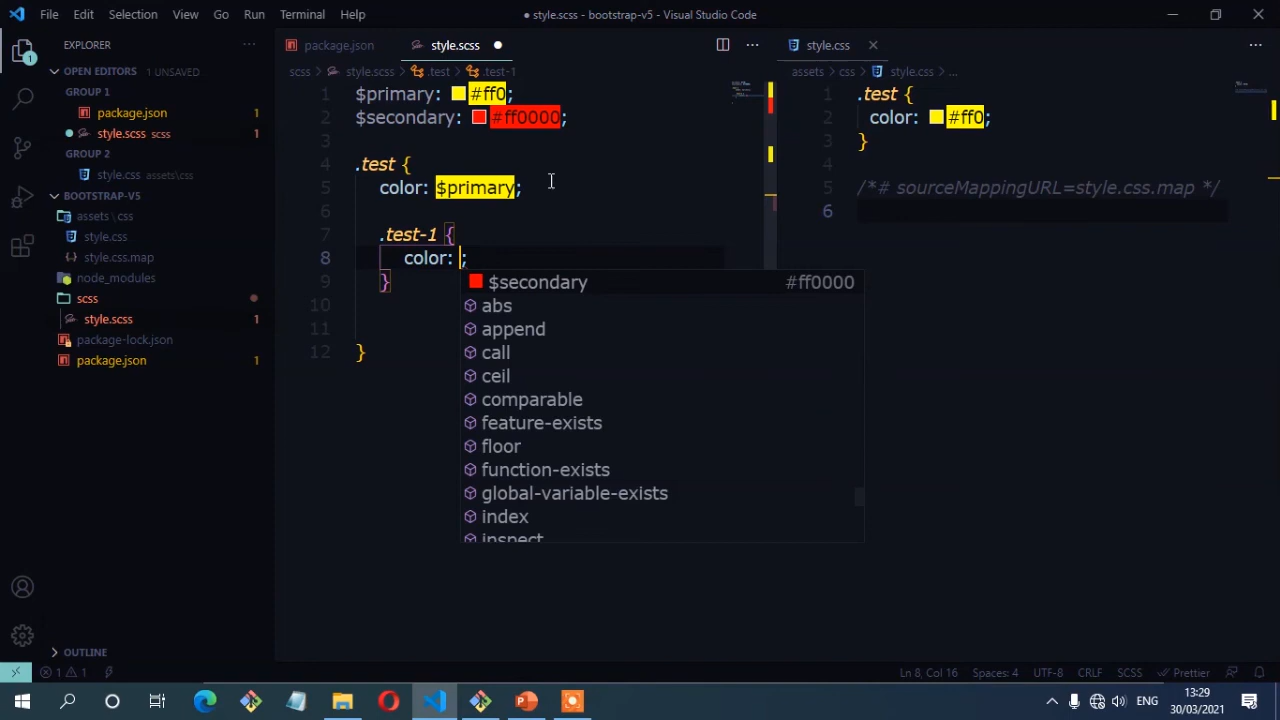 File Edit Selection View Go Run Terminal Help
● style.scss - bootstrap-v5 - Visual Studio Code
EXPLORER
OPEN EDITORS 1 UNSAVED
GROUP 1
package.json 1
style.scss scss 1
GROUP 2
style.css assets\css
BOOTSTRAP-V5
assets \ css
style.css
style.css.map
node_modules
scss
style.scss 1
package-lock.json
package.json 1
OUTLINE
package.json style.scss
scss > style.scss > .test > .test-1
1 $primary: #ff0;
2 $secondary: #ff0000;
3
4 .test {
5 color: $primary;
6
7 .test-1 {
8 color: ;
9 }
10
11
12 }
$secondary #ff0000
abs
append
call
ceil
comparable
feature-exists
floor
function-exists
global-variable-exists
index
inspect
style.css
assets > css > style.css > ...
1 .test {
2 color: #ff0;
3 }
4
5 /*# sourceMappingURL=style.css.map */
6
1 1 Ln 8, Col 16 Spaces: 4 UTF-8 CRLF SCSS Prettier
ENG 13:29
30/03/2021